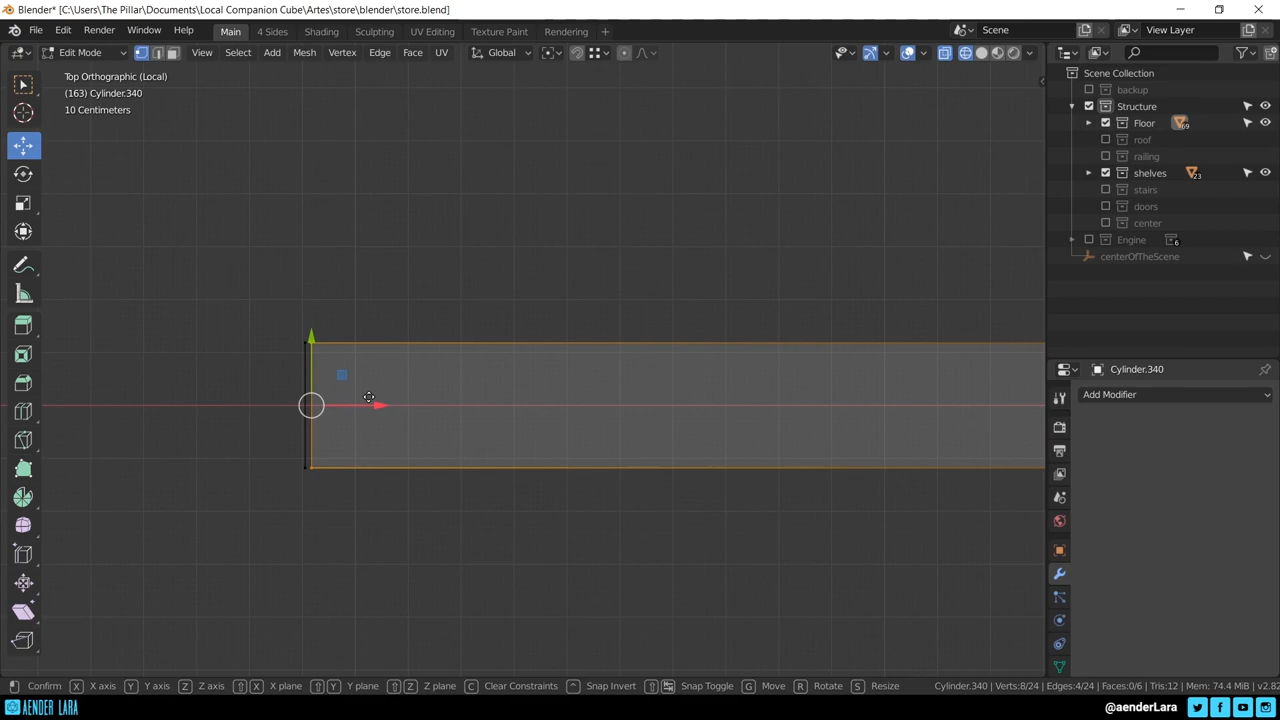 Blender* [C:\Users\The Pillar\Documents\Local Companion Cube\Artes\store\blender\store.blend]
File Edit Render Window Help Main 4 Sides Shading Sculpting UV Editing Texture Paint Rendering + Scene View Layer
Edit Mode View Select Add Mesh Vertex Edge Face UV Global
Top Orthographic (Local)
(163) Cylinder.340
10 Centimeters
Scene Collection
backup
Structure
Floor 69
roof
railing
shelves 23
stairs
doors
center
Engine 6
centerOfTheScene
Cylinder.340
Add Modifier
Confirm X X axis Y Y axis Z Z axis X X plane Y Y plane Z Z plane C Clear Constraints Snap Invert Snap Toggle G Move R Rotate S Resize Cylinder.340 | Verts:8/24 | Edges:4/24 | Faces:0/6 | Tris:12 | Mem: 74.4 MiB | v2.82
AENDER LARA @aenderLara